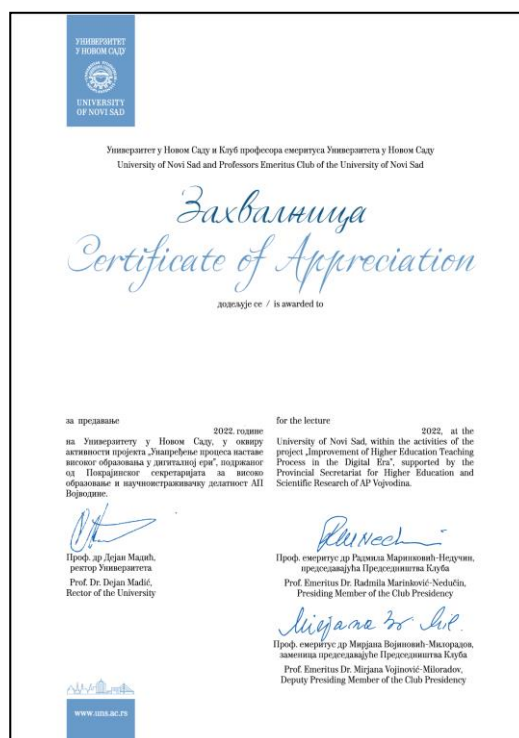 УНИВЕРЗИТЕТ
У НОВОМ САДУ
UNIVERSITY
OF NOVI SAD
Универзитет у Новом Саду и Клуб професора емеритуса Универзитета у Новом Саду
University of Novi Sad and Professors Emeritus Club of the University of Novi Sad
Захвалница
Certificate of Appreciation
додељује се / is awarded to
за предавање
2022. године
на Универзитету у Новом Саду, у оквиру
активности пројекта „Унапређење процеса наставе
високог образовања у дигиталној ери”, подржаног
од Покрајинског секретаријата за високо
образовање и научноистраживачку делатност АП
Војводине.
for the lecture
2022, at the
University of Novi Sad, within the activities of the
project „Improvement of Higher Education Teaching
Process in the Digital Era”, supported by the
Provincial Secretariat for Higher Education and
Scientific Research of AP Vojvodina.
Проф. др Дејан Мадић,
ректор Универзитета
Prof. Dr. Dejan Madić,
Rector of the University
Проф. емеритус др Радмила Маринковић-Недучин,
председавајућа Председништва Клуба
Prof. Emeritus Dr. Radmila Marinković-Nedučin,
Presiding Member of the Club Presidency
Проф. емеритус др Мирјана Војиновић-Милорадов,
заменица председавајуће Председништва Клуба
Prof. Emeritus Dr. Mirjana Vojinović-Miloradov,
Deputy Presiding Member of the Club Presidency
www.uns.ac.rs